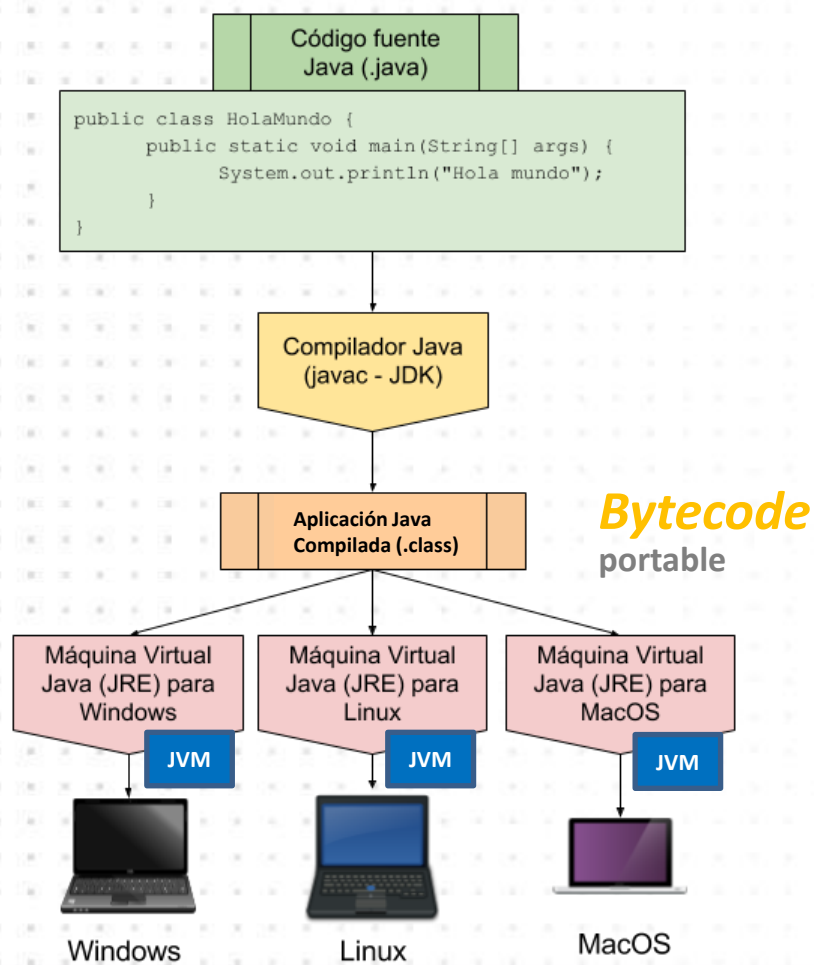 Código fuente
Java (.java)
public class HolaMundo {
public static void main(String[] args) {
System.out.println("Hola mundo");
}
}
Compilador Java
(javac - JDK)
Aplicación Java
Compilada (.class)
Bytecode
portable
Máquina Virtual
Java (JRE) para
Windows
JVM
Máquina Virtual
Java (JRE) para
Linux
JVM
Máquina Virtual
Java (JRE) para
MacOS
JVM
Windows
Linux
MacOS